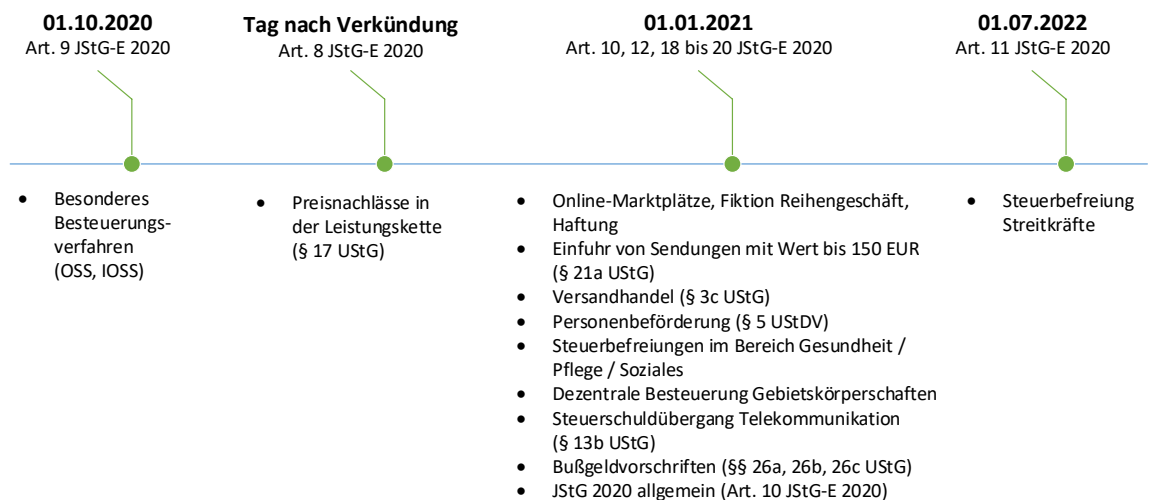 01.10.2020
Art. 9 JStG-E 2020
Tag nach Verkündung
Art. 8 JStG-E 2020
01.01.2021
Art. 10, 12, 18 bis 20 JStG-E 2020
01.07.2022
Art. 11 JStG-E 2020
• Besonderes
Besteuerungs-
verfahren
(OSS, IOSS)
• Preisnachlässe in
der Leistungskette
(§ 17 UStG)
• Online-Marktplätze, Fiktion Reihengeschäft,
Haftung
• Einfuhr von Sendungen mit Wert bis 150 EUR
(§ 21a UStG)
• Versandhandel (§ 3c UStG)
• Personenbeförderung (§ 5 UStDV)
• Steuerbefreiungen im Bereich Gesundheit /
Pflege / Soziales
• Dezentrale Besteuerung Gebietskörperschaften
• Steuerschuldübergang Telekommunikation
(§ 13b UStG)
• Bußgeldvorschriften (§§ 26a, 26b, 26c UStG)
• JStG 2020 allgemein (Art. 10 JStG-E 2020)
• Steuerbefreiung
Streitkräfte